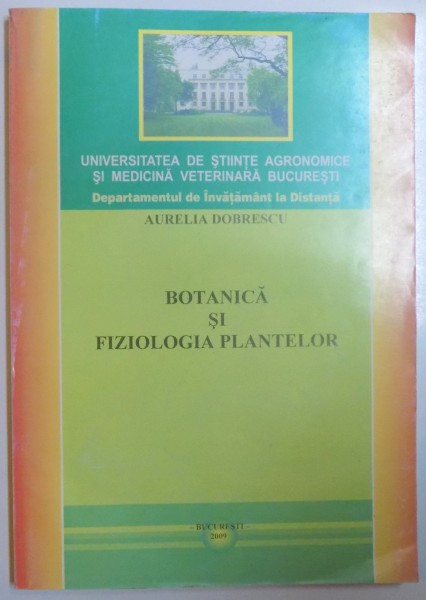 UNIVERSITATEA DE ŞTIINŢE AGRONOMICE
ŞI MEDICINĂ VETERINARĂ BUCUREŞTI
Departamentul de Învăţământ la Distanţă
AURELIA DOBRESCU
BOTANICĂ
ŞI
FIZIOLOGIA PLANTELOR
- BUCUREŞTI -
2009